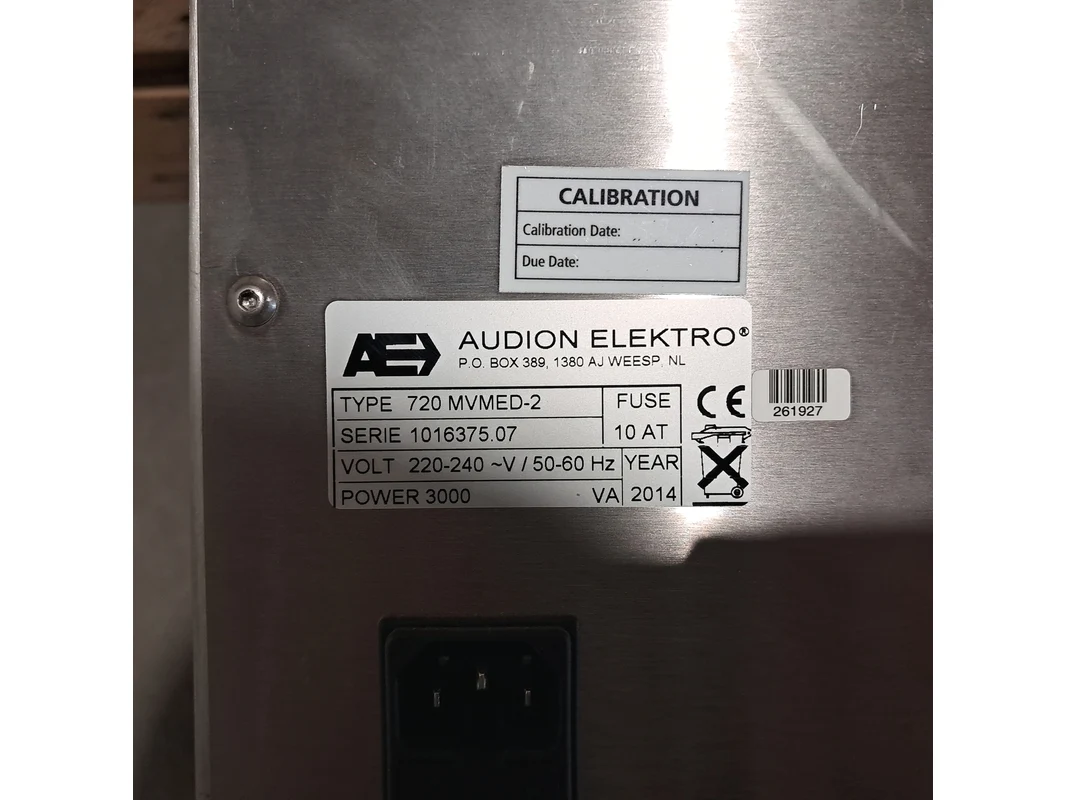 CALIBRATION
Calibration Date:
Due Date:
AE AUDION ELEKTRO®
P.O. BOX 389, 1380 AJ WEESP, NL
TYPE 720 MVMED-2 FUSE
SERIE 1016375.07 10 AT
VOLT 220-240 ~V / 50-60 Hz YEAR
POWER 3000 VA 2014
CE
261927